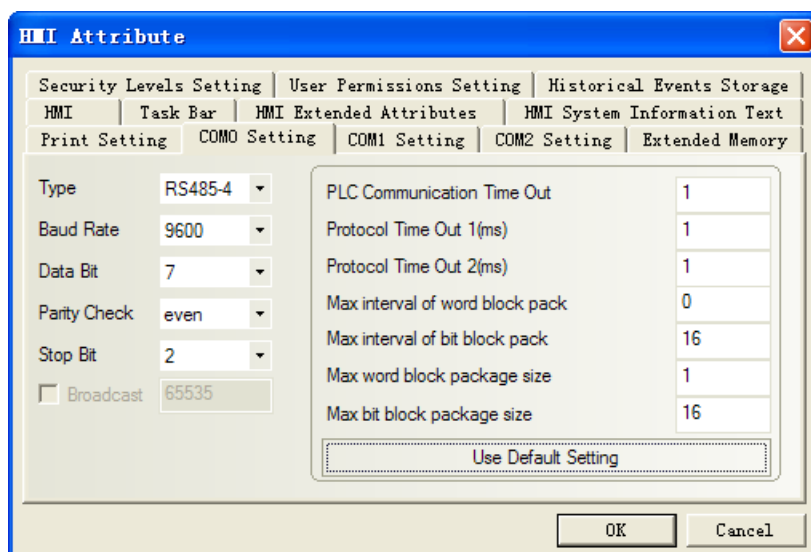 HMI Attribute
Security Levels Setting User Permissions Setting Historical Events Storage
HMI Task Bar HMI Extended Attributes HMI System Information Text
Print Setting COM0 Setting COM1 Setting COM2 Setting Extended Memory
Type RS485-4
Baud Rate 9600
Data Bit 7
Parity Check even
Stop Bit 2
Broadcast 65535
PLC Communication Time Out 1
Protocol Time Out 1(ms) 1
Protocol Time Out 2(ms) 1
Max interval of word block pack 0
Max interval of bit block pack 16
Max word block package size 1
Max bit block package size 16
Use Default Setting
OK Cancel